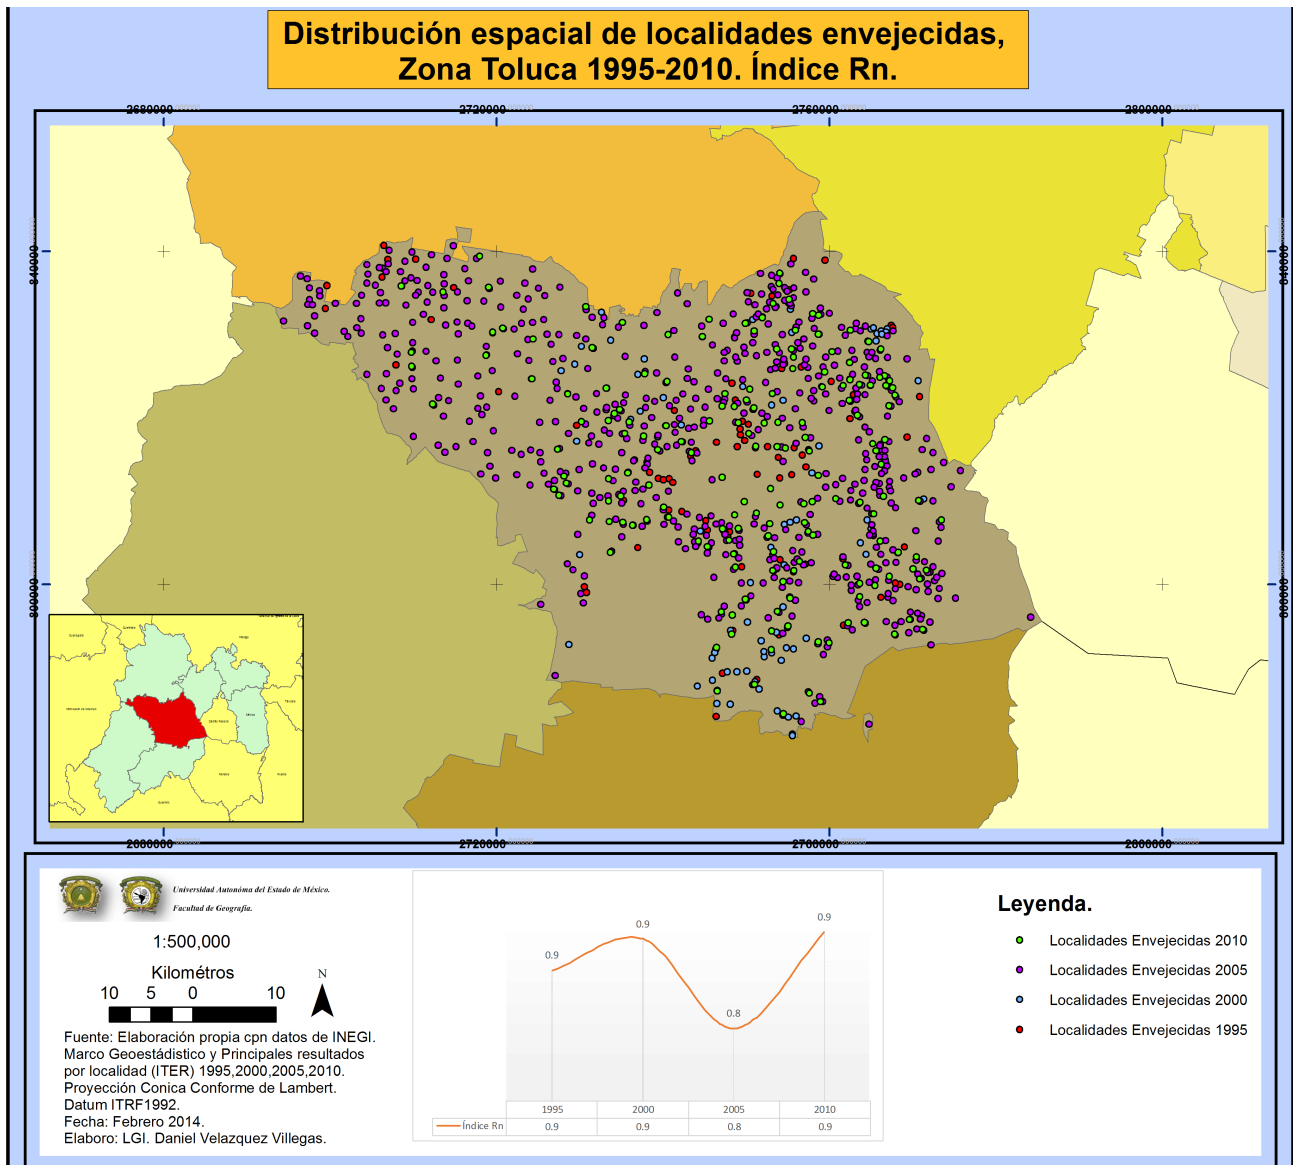 Distribución espacial de localidades envejecidas,
Zona Toluca 1995-2010. Índice Rn.
2680000
2720000
2760000
2800000
840000
840000
800000
800000
2680000
2720000
2760000
2800000
Universidad Autonóma del Estado de México.
Facultad de Geografía.
1:500,000
Kilométros
10 5 0 10
N
Fuente: Elaboración propia cpn datos de INEGI.
Marco Geoestádistico y Principales resultados
por localidad (ITER) 1995,2000,2005,2010.
Proyección Conica Conforme de Lambert.
Datum ITRF1992.
Fecha: Febrero 2014.
Elaboro: LGI. Daniel Velazquez Villegas.
0.9
0.9
0.8
0.9
1995 2000 2005 2010
Índice Rn 0.9 0.9 0.8 0.9
Leyenda.
Localidades Envejecidas 2010
Localidades Envejecidas 2005
Localidades Envejecidas 2000
Localidades Envejecidas 1995